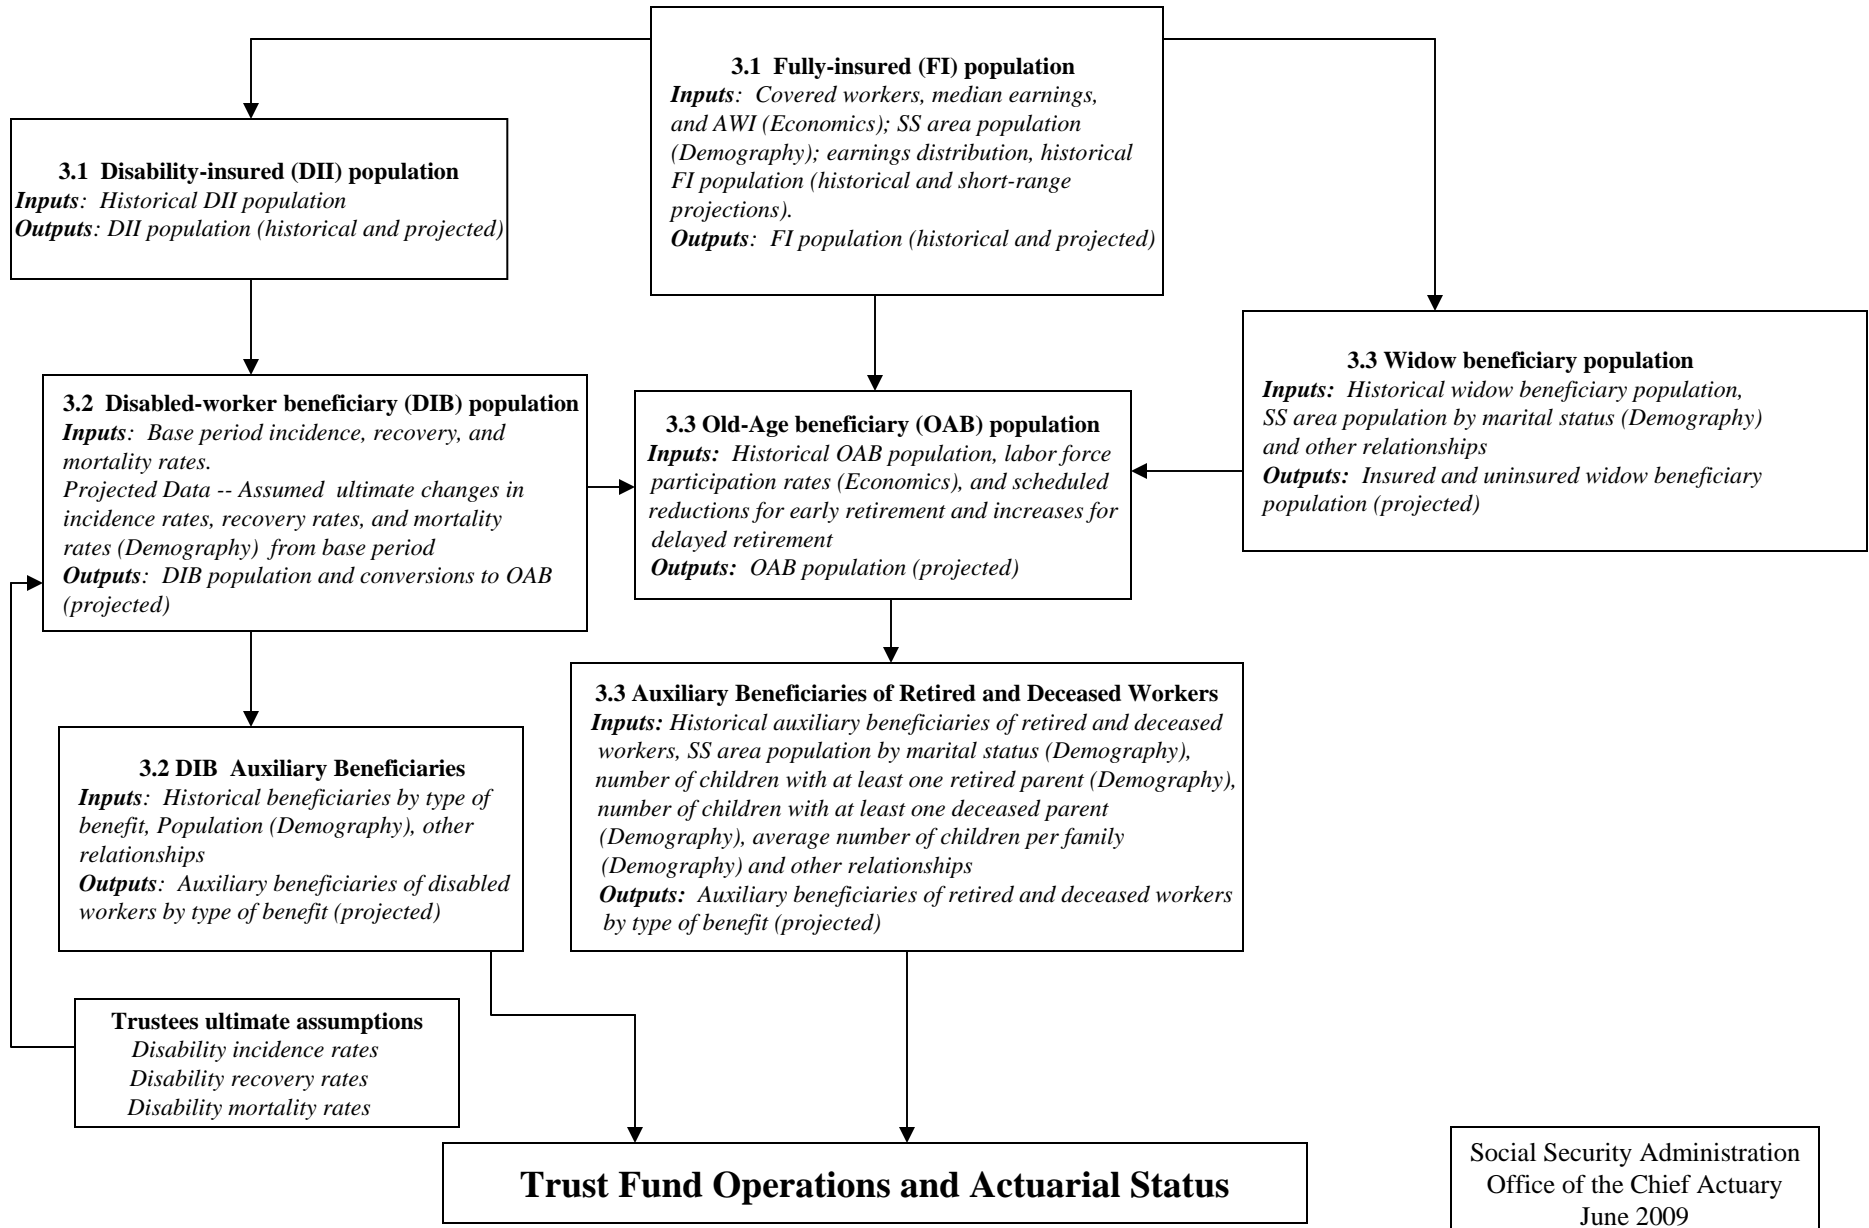 3.1 Fully-insured (FI) population
Inputs: Covered workers, median earnings,
and AWI (Economics); SS area population
(Demography); earnings distribution, historical
FI population (historical and short-range
projections).
Outputs: FI population (historical and projected)
3.1 Disability-insured (DII) population
Inputs: Historical DII population
Outputs: DII population (historical and projected)
3.2 Disabled-worker beneficiary (DIB) population
Inputs: Base period incidence, recovery, and
mortality rates.
Projected Data -- Assumed ultimate changes in
incidence rates, recovery rates, and mortality
rates (Demography) from base period
Outputs: DIB population and conversions to OAB
(projected)
3.3 Old-Age beneficiary (OAB) population
Inputs: Historical OAB population, labor force
participation rates (Economics), and scheduled
reductions for early retirement and increases for
delayed retirement
Outputs: OAB population (projected)
3.3 Widow beneficiary population
Inputs: Historical widow beneficiary population,
SS area population by marital status (Demography)
and other relationships
Outputs: Insured and uninsured widow beneficiary
population (projected)
3.2 DIB Auxiliary Beneficiaries
Inputs: Historical beneficiaries by type of
benefit, Population (Demography), other
relationships
Outputs: Auxiliary beneficiaries of disabled
workers by type of benefit (projected)
3.3 Auxiliary Beneficiaries of Retired and Deceased Workers
Inputs: Historical auxiliary beneficiaries of retired and deceased
workers, SS area population by marital status (Demography),
number of children with at least one retired parent (Demography),
number of children with at least one deceased parent
(Demography), average number of children per family
(Demography) and other relationships
Outputs: Auxiliary beneficiaries of retired and deceased workers
by type of benefit (projected)
Trustees ultimate assumptions
Disability incidence rates
Disability recovery rates
Disability mortality rates
Trust Fund Operations and Actuarial Status
Social Security Administration
Office of the Chief Actuary
June 2009